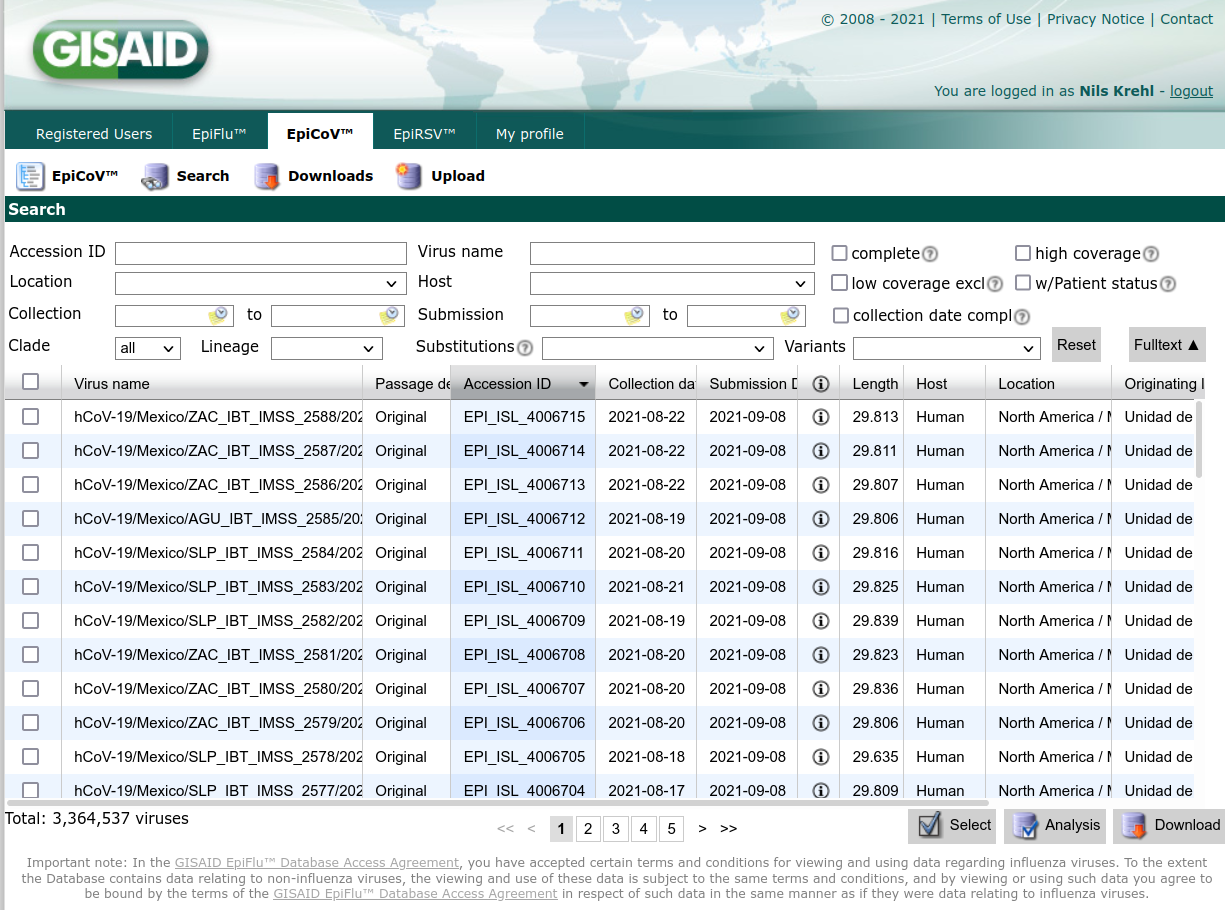 © 2008 - 2021 | Terms of Use | Privacy Notice | Contact
GISAID
You are logged in as Nils Krehl - logout
Registered Users EpiFlu™ EpiCoV™ EpiRSV™ My profile
EpiCoV™ Search Downloads Upload
Search
Accession ID Virus name complete ? high coverage ?
Location Host low coverage excl ? w/Patient status ?
Collection to Submission to collection date compl ?
Clade all Lineage Substitutions ? Variants Reset Fulltext ▲
Virus name Passage de Accession ID Collection da Submission D Length Host Location Originating l
hCoV-19/Mexico/ZAC_IBT_IMSS_2588/202 Original EPI_ISL_4006715 2021-08-22 2021-09-08 29.813 Human North America / M Unidad de
hCoV-19/Mexico/ZAC_IBT_IMSS_2587/202 Original EPI_ISL_4006714 2021-08-22 2021-09-08 29.811 Human North America / M Unidad de
hCoV-19/Mexico/ZAC_IBT_IMSS_2586/202 Original EPI_ISL_4006713 2021-08-22 2021-09-08 29.807 Human North America / M Unidad de
hCoV-19/Mexico/AGU_IBT_IMSS_2585/202 Original EPI_ISL_4006712 2021-08-19 2021-09-08 29.806 Human North America / M Unidad de
hCoV-19/Mexico/SLP_IBT_IMSS_2584/202 Original EPI_ISL_4006711 2021-08-20 2021-09-08 29.816 Human North America / M Unidad de
hCoV-19/Mexico/SLP_IBT_IMSS_2583/202 Original EPI_ISL_4006710 2021-08-21 2021-09-08 29.825 Human North America / M Unidad de
hCoV-19/Mexico/SLP_IBT_IMSS_2582/202 Original EPI_ISL_4006709 2021-08-19 2021-09-08 29.839 Human North America / M Unidad de
hCoV-19/Mexico/ZAC_IBT_IMSS_2581/202 Original EPI_ISL_4006708 2021-08-20 2021-09-08 29.823 Human North America / M Unidad de
hCoV-19/Mexico/ZAC_IBT_IMSS_2580/202 Original EPI_ISL_4006707 2021-08-20 2021-09-08 29.836 Human North America / M Unidad de
hCoV-19/Mexico/ZAC_IBT_IMSS_2579/202 Original EPI_ISL_4006706 2021-08-20 2021-09-08 29.806 Human North America / M Unidad de
hCoV-19/Mexico/SLP_IBT_IMSS_2578/202 Original EPI_ISL_4006705 2021-08-18 2021-09-08 29.635 Human North America / M Unidad de
hCoV-19/Mexico/SLP_IBT_IMSS_2577/202 Original EPI_ISL_4006704 2021-08-17 2021-09-08 29.809 Human North America / M Unidad de
Total: 3,364,537 viruses << < 1 2 3 4 5 > >> Select Analysis Download
Important note: In the GISAID EpiFlu™ Database Access Agreement, you have accepted certain terms and conditions for viewing and using data regarding influenza viruses. To the extent
the Database contains data relating to non-influenza viruses, the viewing and use of these data is subject to the same terms and conditions, and by viewing or using such data you agree to
be bound by the terms of the GISAID EpiFlu™ Database Access Agreement in respect of such data in the same manner as if they were data relating to influenza viruses.